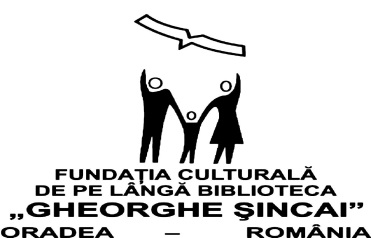 FUNDAȚIA CULTURALĂ
DE PE LÂNGĂ BIBLIOTECA
„GHEORGHE ŞINCAI”
ORADEA – ROMÂNIA